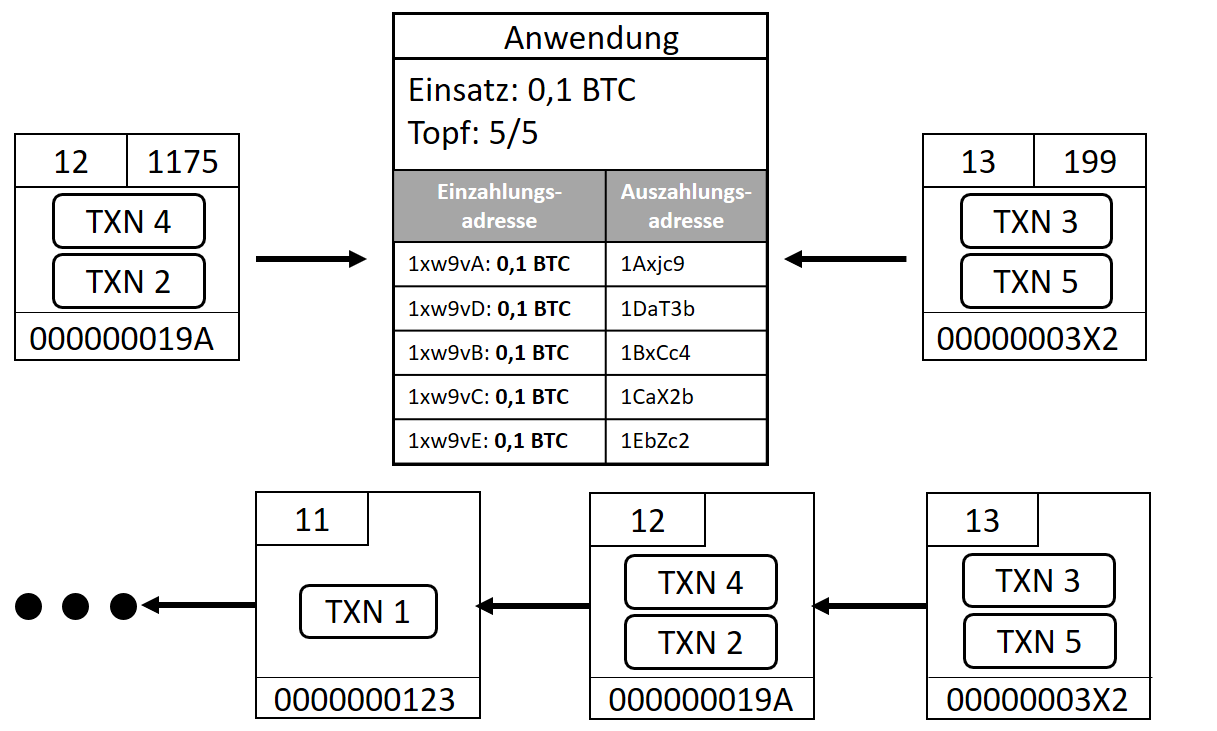 Anwendung
Einsatz: 0,1 BTC
Topf: 5/5
12 1175
TXN 4
TXN 2
000000019A
Einzahlungs-
adresse
Auszahlungs-
adresse
1xw9vA: 0,1 BTC 1Axjc9
1xw9vD: 0,1 BTC 1DaT3b
1xw9vB: 0,1 BTC 1BxCc4
1xw9vC: 0,1 BTC 1CaX2b
1xw9vE: 0,1 BTC 1EbZc2
13 199
TXN 3
TXN 5
00000003X2
11
TXN 1
0000000123
12
TXN 4
TXN 2
000000019A
13
TXN 3
TXN 5
00000003X2